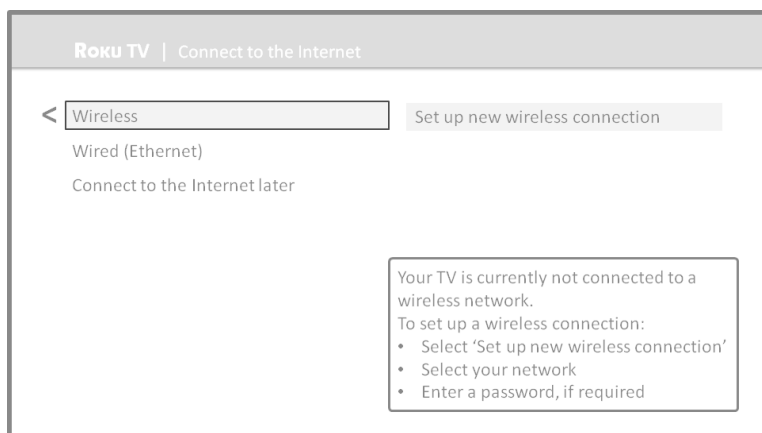 ROKU TV | Connect to the Internet
< Wireless
Set up new wireless connection
Wired (Ethernet)
Connect to the Internet later
Your TV is currently not connected to a
wireless network.
To set up a wireless connection:
• Select ‘Set up new wireless connection’
• Select your network
• Enter a password, if required